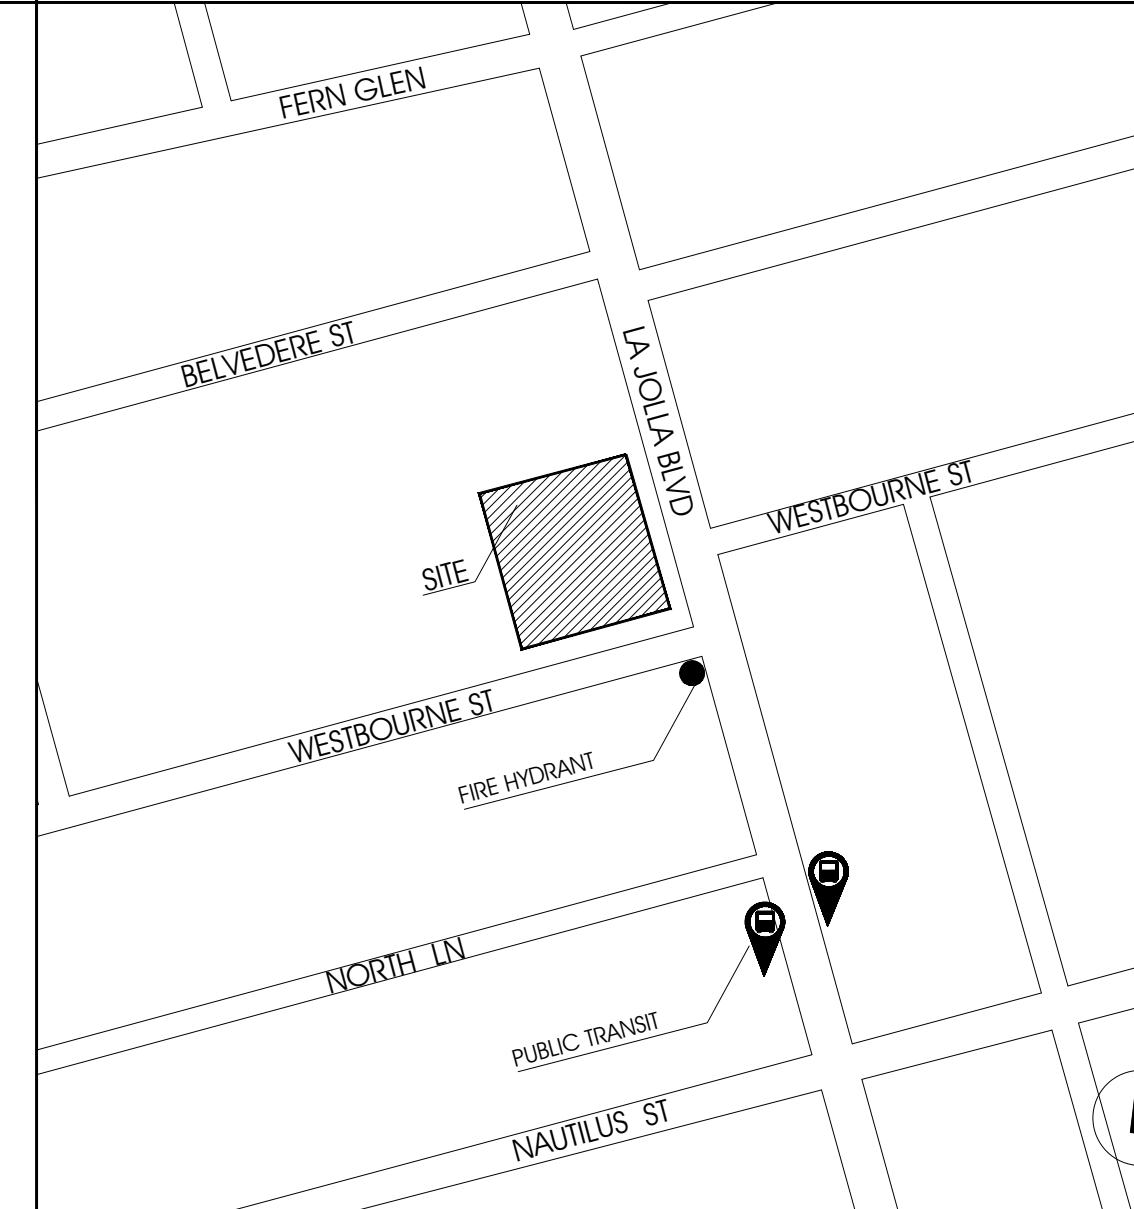 FERN GLEN
BELVEDERE ST
LA JOLLA BLVD
WESTBOURNE ST
SITE
WESTBOURNE ST
FIRE HYDRANT
NORTH LN
PUBLIC TRANSIT
NAUTILUS ST